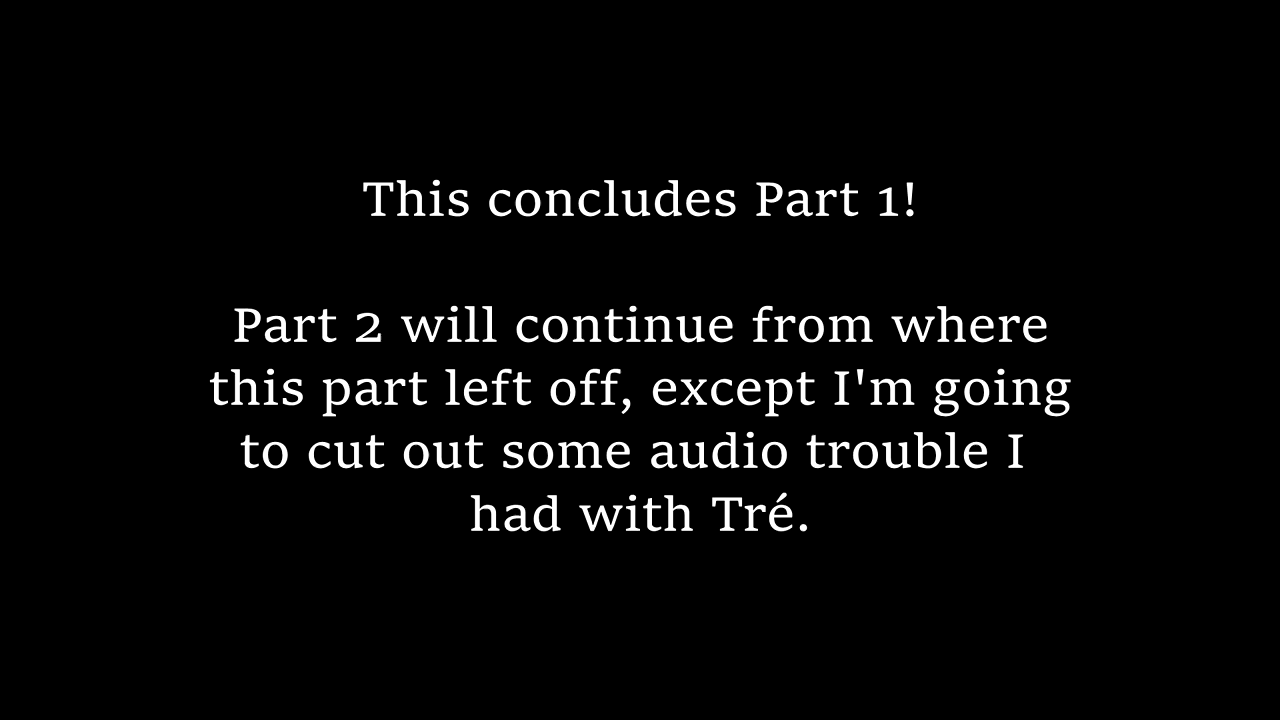 This concludes Part 1!
Part 2 will continue from where
this part left off, except I'm going
to cut out some audio trouble I
had with Tré.